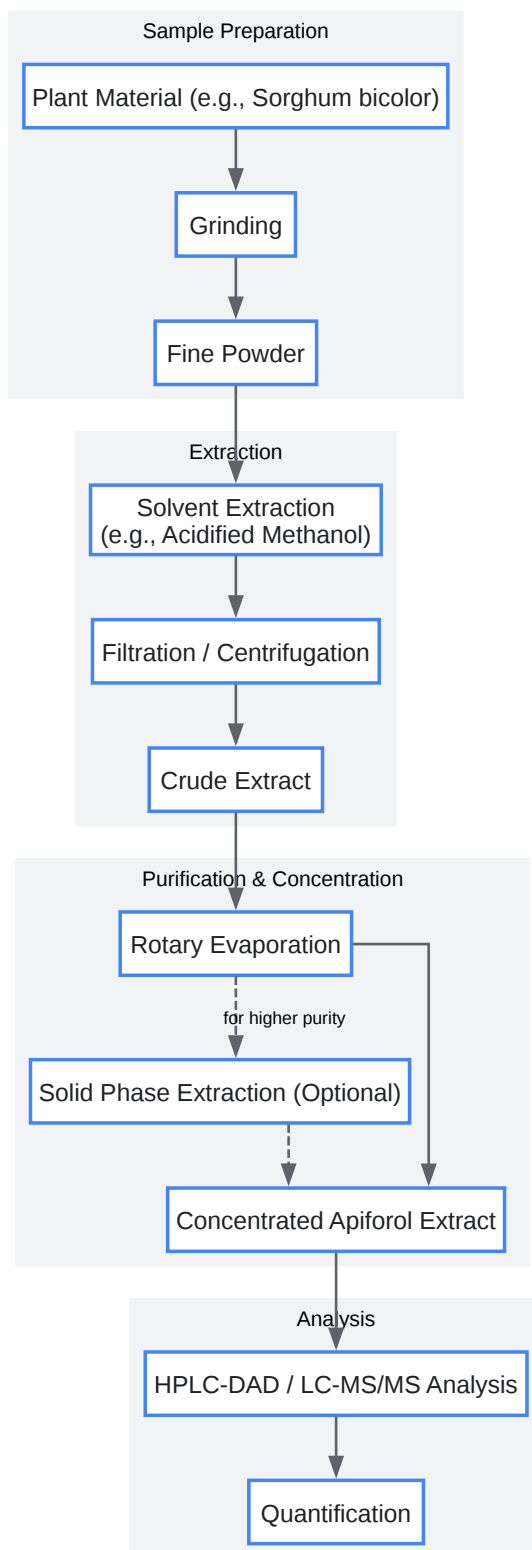 Sample Preparation
Plant Material (e.g., Sorghum bicolor)
Grinding
Fine Powder
Extraction
Solvent Extraction
(e.g., Acidified Methanol)
Filtration / Centrifugation
Crude Extract
Purification & Concentration
Rotary Evaporation
for higher purity
Solid Phase Extraction (Optional)
Concentrated Apiforol Extract
Analysis
HPLC-DAD / LC-MS/MS Analysis
Quantification